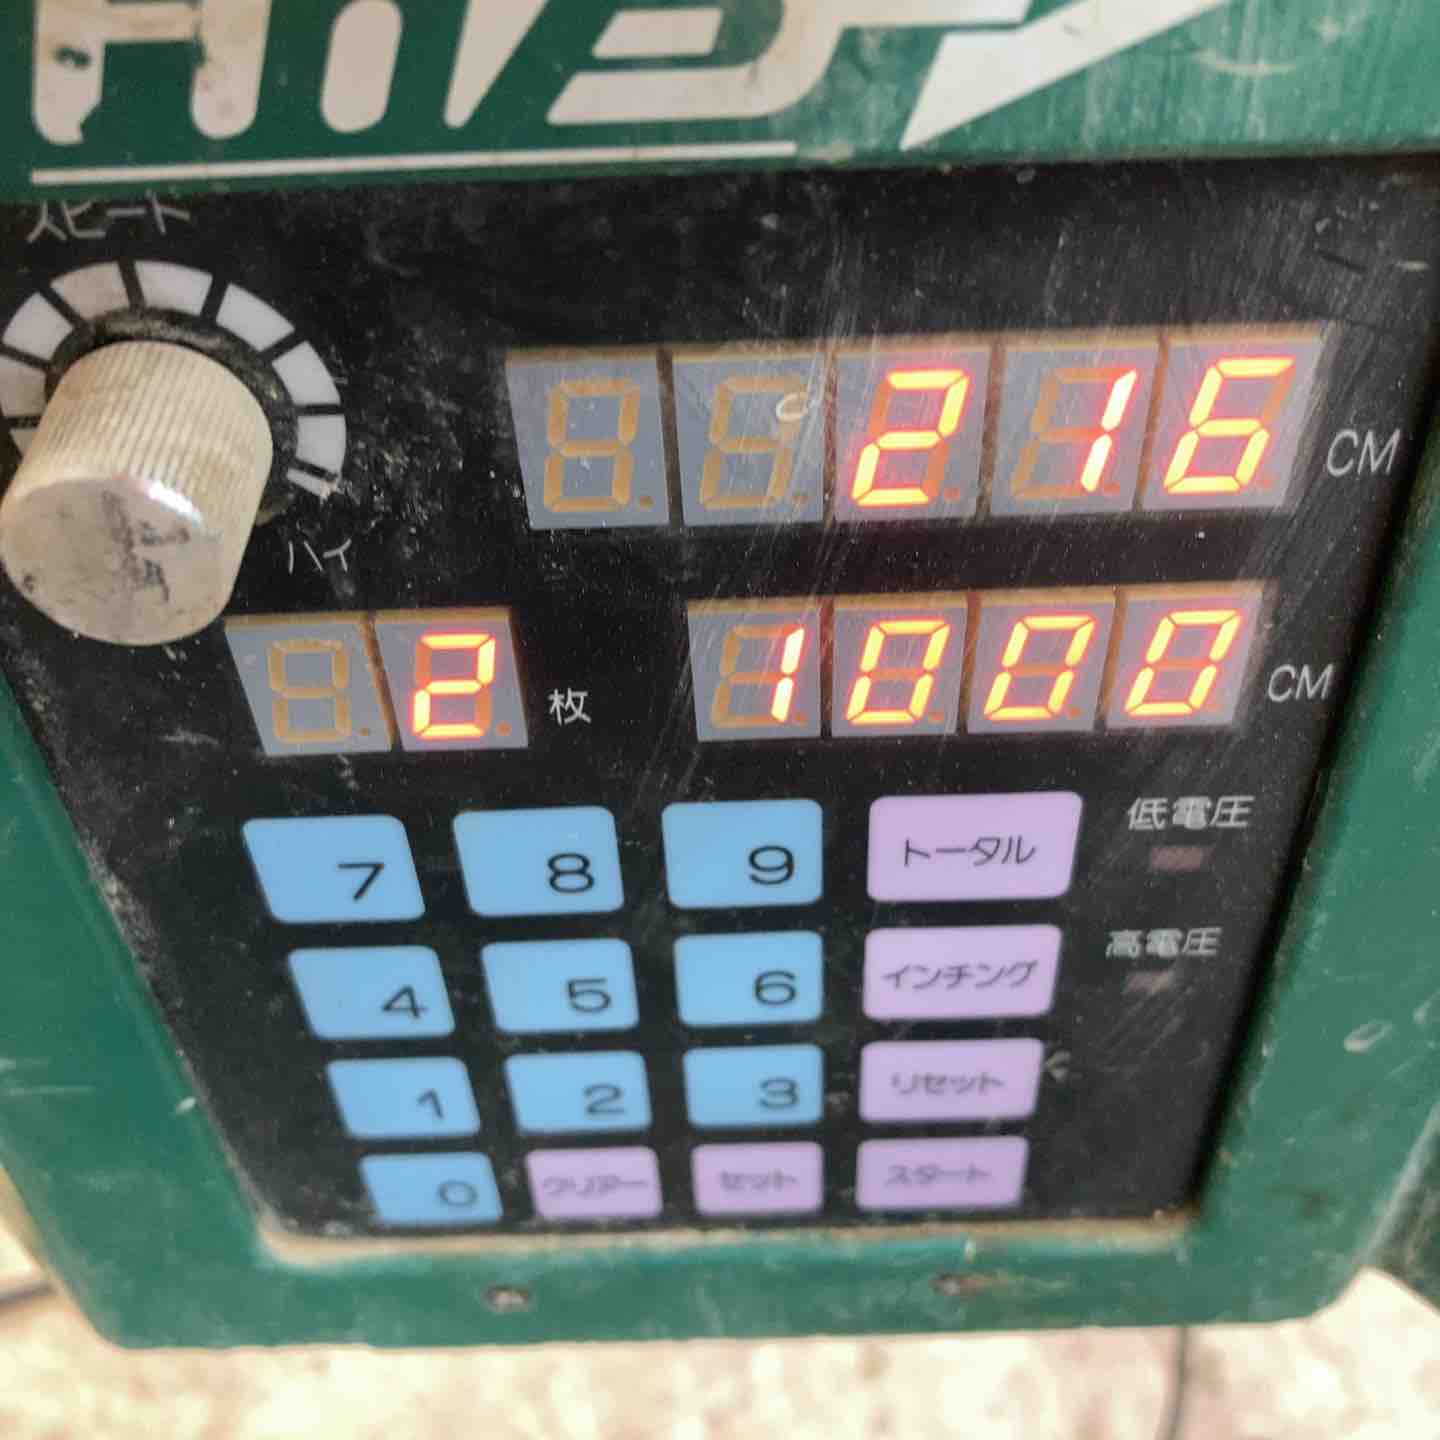 スピード
ハイ
216 CM
2 枚 1000 CM
7 8 9 トータル 低電圧
4 5 6 インチング 高電圧
1 2 3 リセット
0 クリアー セット スタート